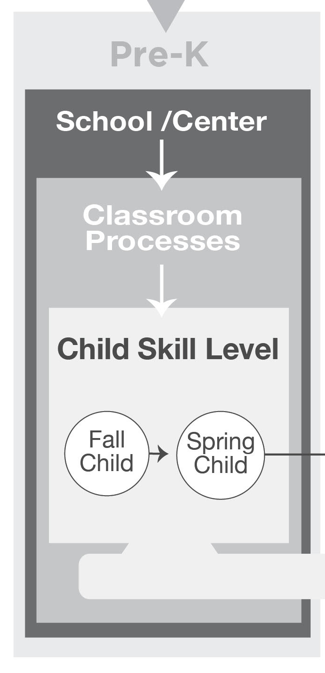 Pre-K
School /Center
Classroom
Processes
Child Skill Level
Fall
Child
Spring
Child